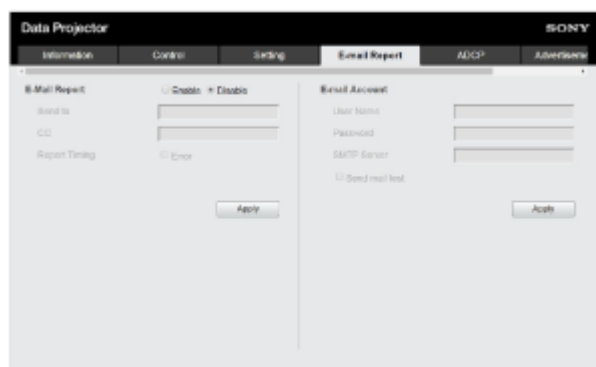 Data Projector
SONY
Information Control Setting E-mail Report ADCP Advertiseme
E-Mail Report
Enable Disable
Send to
CC
Report Timing
Error
Apply
E-mail Account
User Name
Password
SMTP Server
Send mail test
Apply